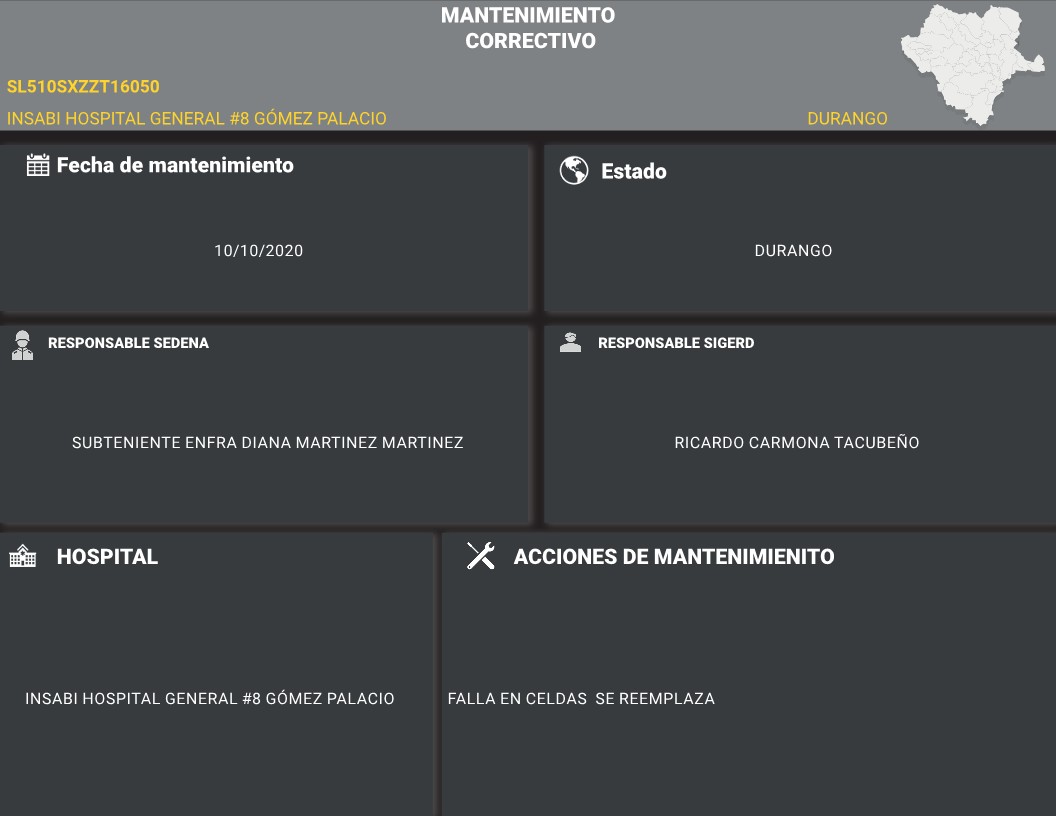 MANTENIMIENTO
CORRECTIVO
SL510SXZZT16050
INSABI HOSPITAL GENERAL #8 GÓMEZ PALACIO
DURANGO
Fecha de mantenimiento
Estado
10/10/2020
DURANGO
RESPONSABLE SEDENA
RESPONSABLE SIGERD
SUBTENIENTE ENFRA DIANA MARTINEZ MARTINEZ
RICARDO CARMONA TACUBEÑO
HOSPITAL
ACCIONES DE MANTENIMIENITO
INSABI HOSPITAL GENERAL #8 GÓMEZ PALACIO
FALLA EN CELDAS  SE REEMPLAZA